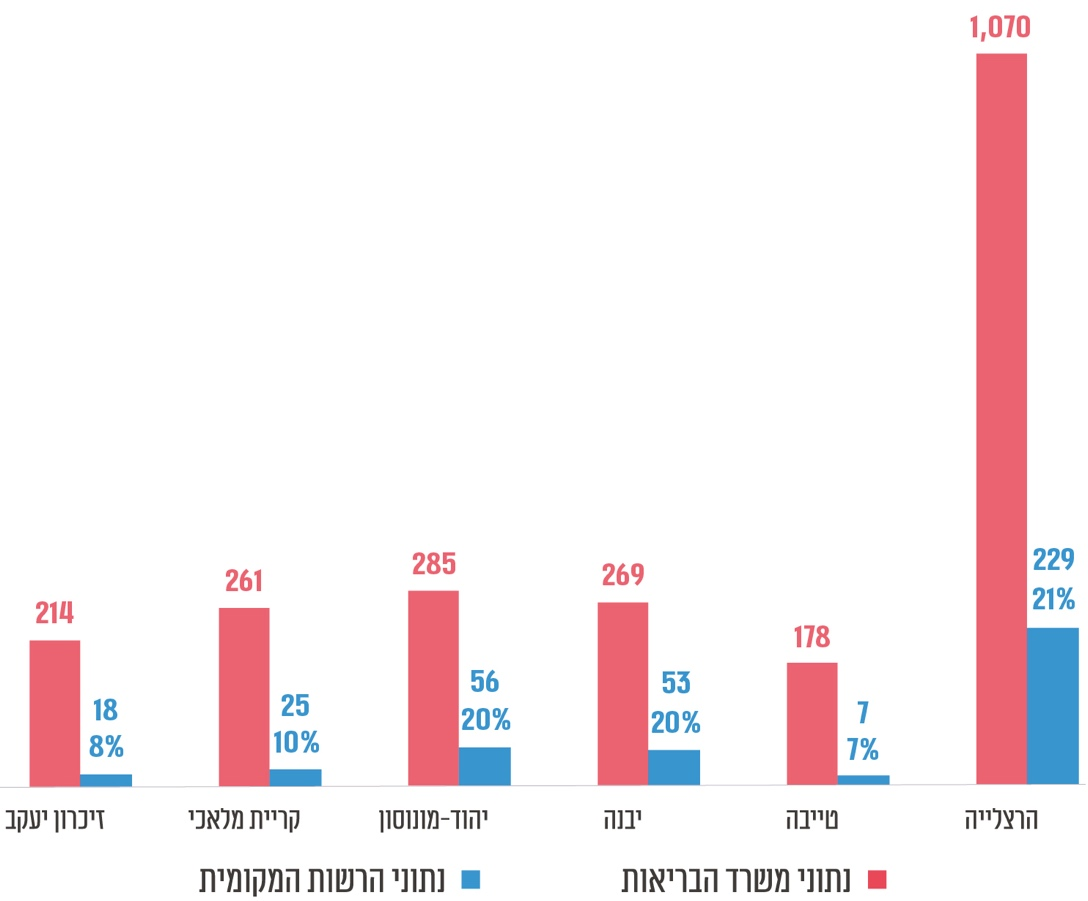 1,070
229
21%
178
7
7%
269
53
20%
285
56
20%
261
25
10%
214
18
8%
הרצלייה
טייבה
יבנה
יהוד-מונוסון
קריית מלאכי
זיכרון יעקב
נתוני משרד הבריאות
נתוני הרשות המקומית